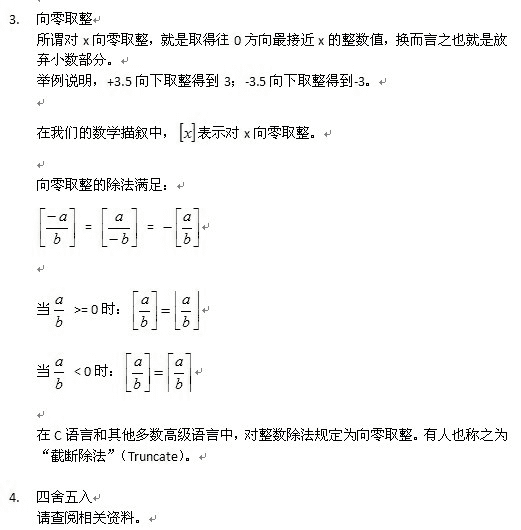 3. 向零取整
所谓对 x 向零取整，就是取得往 0 方向最接近 x 的整数值，换而言之也就是放
弃小数部分。
举例说明，+3.5 向下取整得到 3；-3.5 向下取整得到-3。
在我们的数学描叙中，[x]表示对 x 向零取整。
向零取整的除法满足：
[-a/b] = [a/-b] = -[a/b]
当 a/b >= 0 时：[a/b]=⌊a/b⌋
当 a/b < 0 时：[a/b]=⌈a/b⌉
在 C 语言和其他多数高级语言中，对整数除法规定为向零取整。有人也称之为
“截断除法”（Truncate）。
4. 四舍五入
请查阅相关资料。